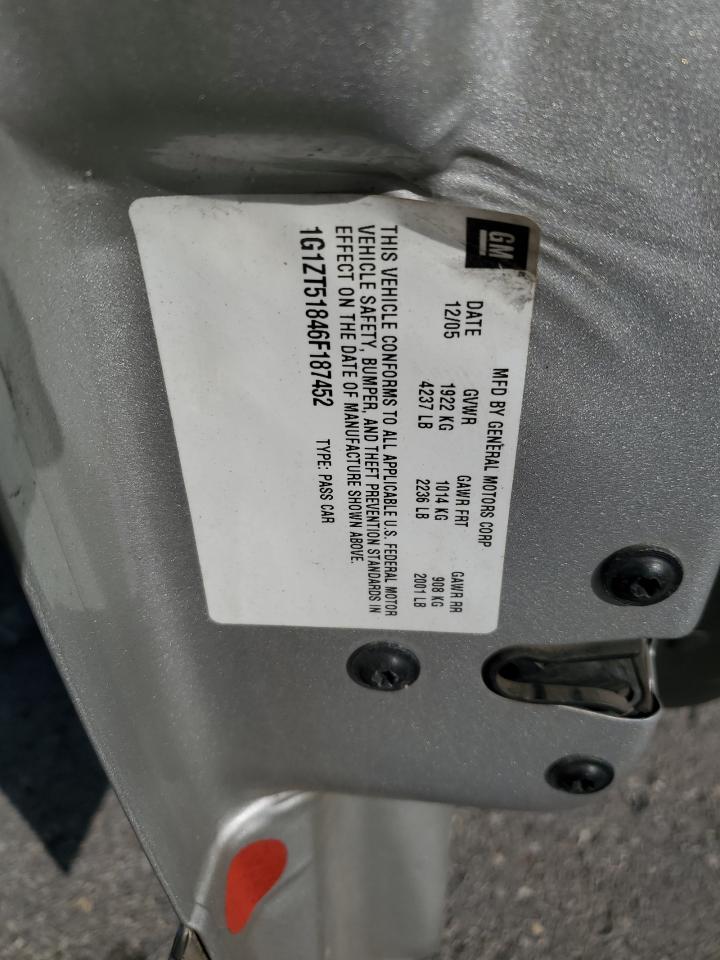 GM
MFD BY GENERAL MOTORS CORP
DATE GVWR GAWR FRT GAWR RR
12/05 1922 KG 1014 KG 908 KG
4237 LB 2236 LB 2001 LB
THIS VEHICLE CONFORMS TO ALL APPLICABLE U.S. FEDERAL MOTOR
VEHICLE SAFETY, BUMPER, AND THEFT PREVENTION STANDARDS IN
EFFECT ON THE DATE OF MANUFACTURE SHOWN ABOVE.
1G1ZT51846F187452 TYPE: PASS CAR